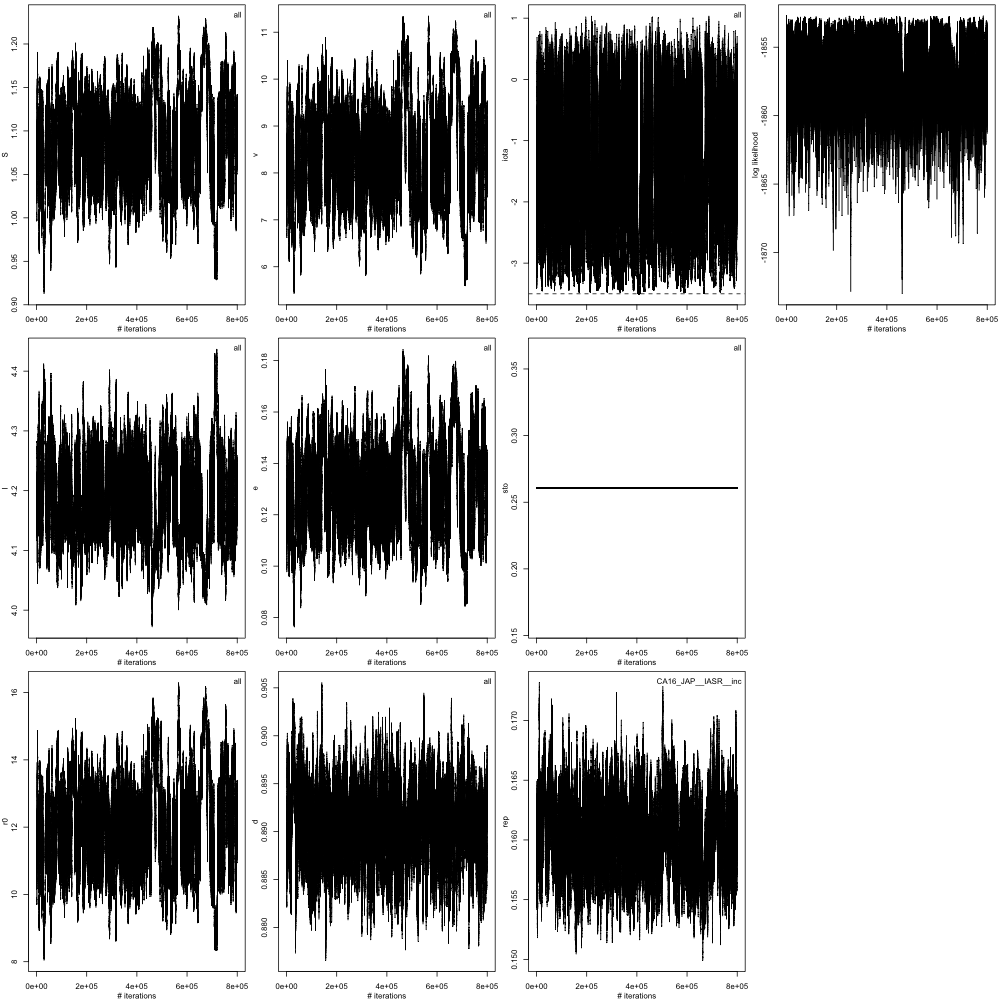 all
S
0.90 0.95 1.00 1.05 1.10 1.15 1.20
0e+00 2e+05 4e+05 6e+05 8e+05
# iterations
all
v
6 7 8 9 10 11
0e+00 2e+05 4e+05 6e+05 8e+05
# iterations
all
iota
-3 -2 -1 0 1
0e+00 2e+05 4e+05 6e+05 8e+05
# iterations
log likelihood
-1870 -1865 -1860 -1855
0e+00 2e+05 4e+05 6e+05 8e+05
# iterations
all
l
4.0 4.1 4.2 4.3 4.4
0e+00 2e+05 4e+05 6e+05 8e+05
# iterations
all
e
0.08 0.10 0.12 0.14 0.16 0.18
0e+00 2e+05 4e+05 6e+05 8e+05
# iterations
all
sto
0.15 0.20 0.25 0.30 0.35
0e+00 2e+05 4e+05 6e+05 8e+05
# iterations
all
r0
8 10 12 14 16
0e+00 2e+05 4e+05 6e+05 8e+05
# iterations
all
d
0.880 0.885 0.890 0.895 0.900 0.905
0e+00 2e+05 4e+05 6e+05 8e+05
# iterations
CA16_JAP__IASR__inc
rep
0.150 0.155 0.160 0.165 0.170
0e+00 2e+05 4e+05 6e+05 8e+05
# iterations